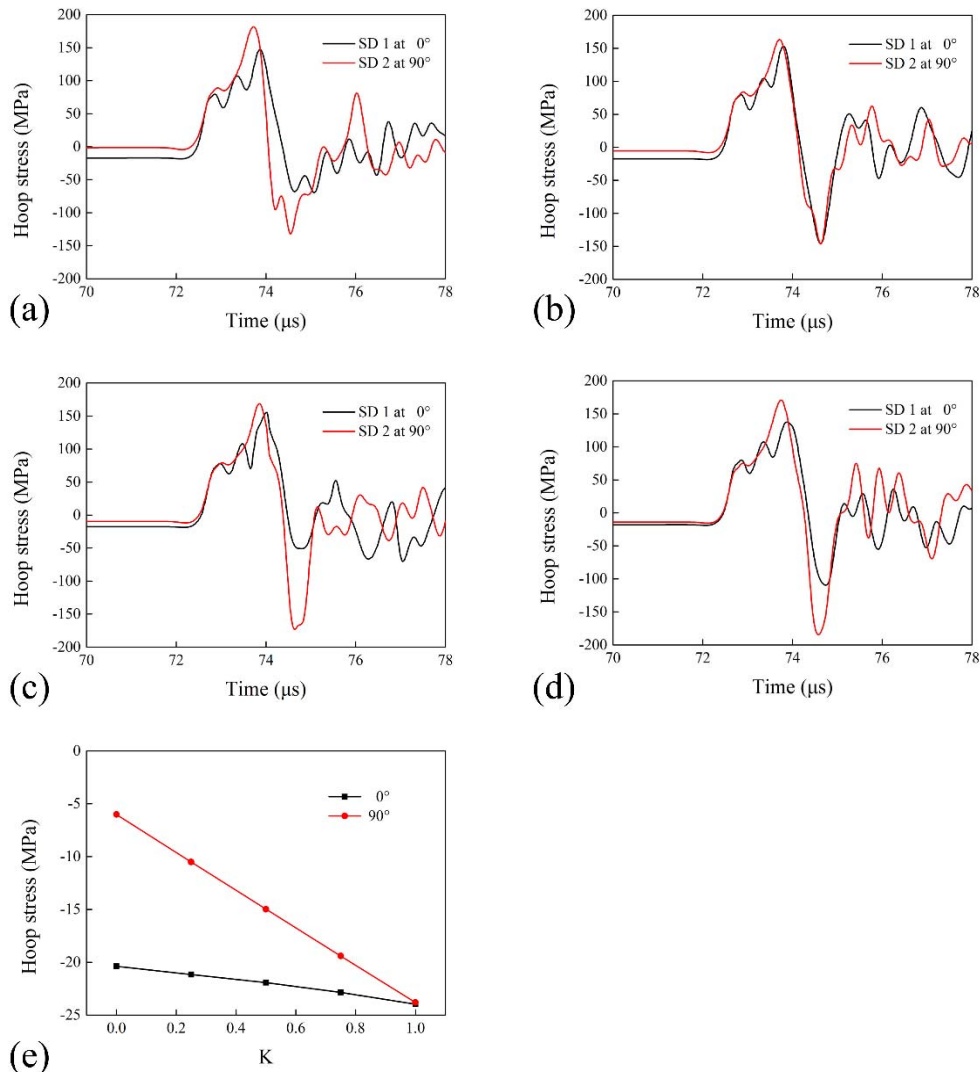 200
150
100
50
0
-50
-100
-150
-200
Hoop stress (MPa)
SD 1 at 0°
SD 2 at 90°
70 72 74 76 78
Time (μs)
(a)
200
150
100
50
0
-50
-100
-150
-200
Hoop stress (MPa)
SD 1 at 0°
SD 2 at 90°
70 72 74 76 78
Time (μs)
(b)
200
150
100
50
0
-50
-100
-150
-200
Hoop stress (MPa)
SD 1 at 0°
SD 2 at 90°
70 72 74 76 78
Time (μs)
(c)
200
150
100
50
0
-50
-100
-150
-200
Hoop stress (MPa)
SD 1 at 0°
SD 2 at 90°
70 72 74 76 78
Time (μs)
(d)
0
-5
-10
-15
-20
-25
Hoop stress (MPa)
0°
90°
0.0 0.2 0.4 0.6 0.8 1.0
K
(e)